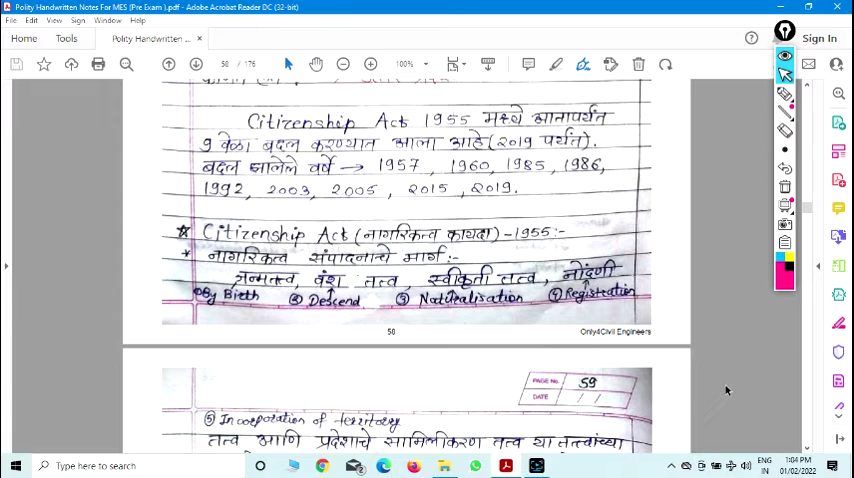 Polity Handwritten Notes For MES (Pre Exam ).pdf - Adobe Acrobat Reader DC (32-bit)
File Edit View Sign Window Help
Home Tools Polity Handwritten ... × Sign In
58 / 176 100%
Citizenship Act 1955 मध्ये आतापर्यंत
9 वेळा बदल करण्यात आला आहे (2019 पर्यंत).
बदल झालेले वर्षे → 1957, 1960, 1985, 1986,
1992, 2003, 2005, 2015, 2019.
☆ Citizenship Act (नागरिकत्व कायदा) - 1955 :-
* नागरिकत्व संपादनाचे मार्ग :-
जन्मतत्व, वंश तत्व, स्वीकृती तत्व, नोंदणी
① By Birth ② Descend ③ Naturalisation ④ Registration
58 Only4Civil Engineers
PAGE No. 59
DATE / /
⑤ Incorporation of territory
तत्व आणि प्रदेशाचे सामिलीकरण तत्व या तत्वांच्या
Type here to search
2
ENG 1:04 PM
IN 01/02/2022